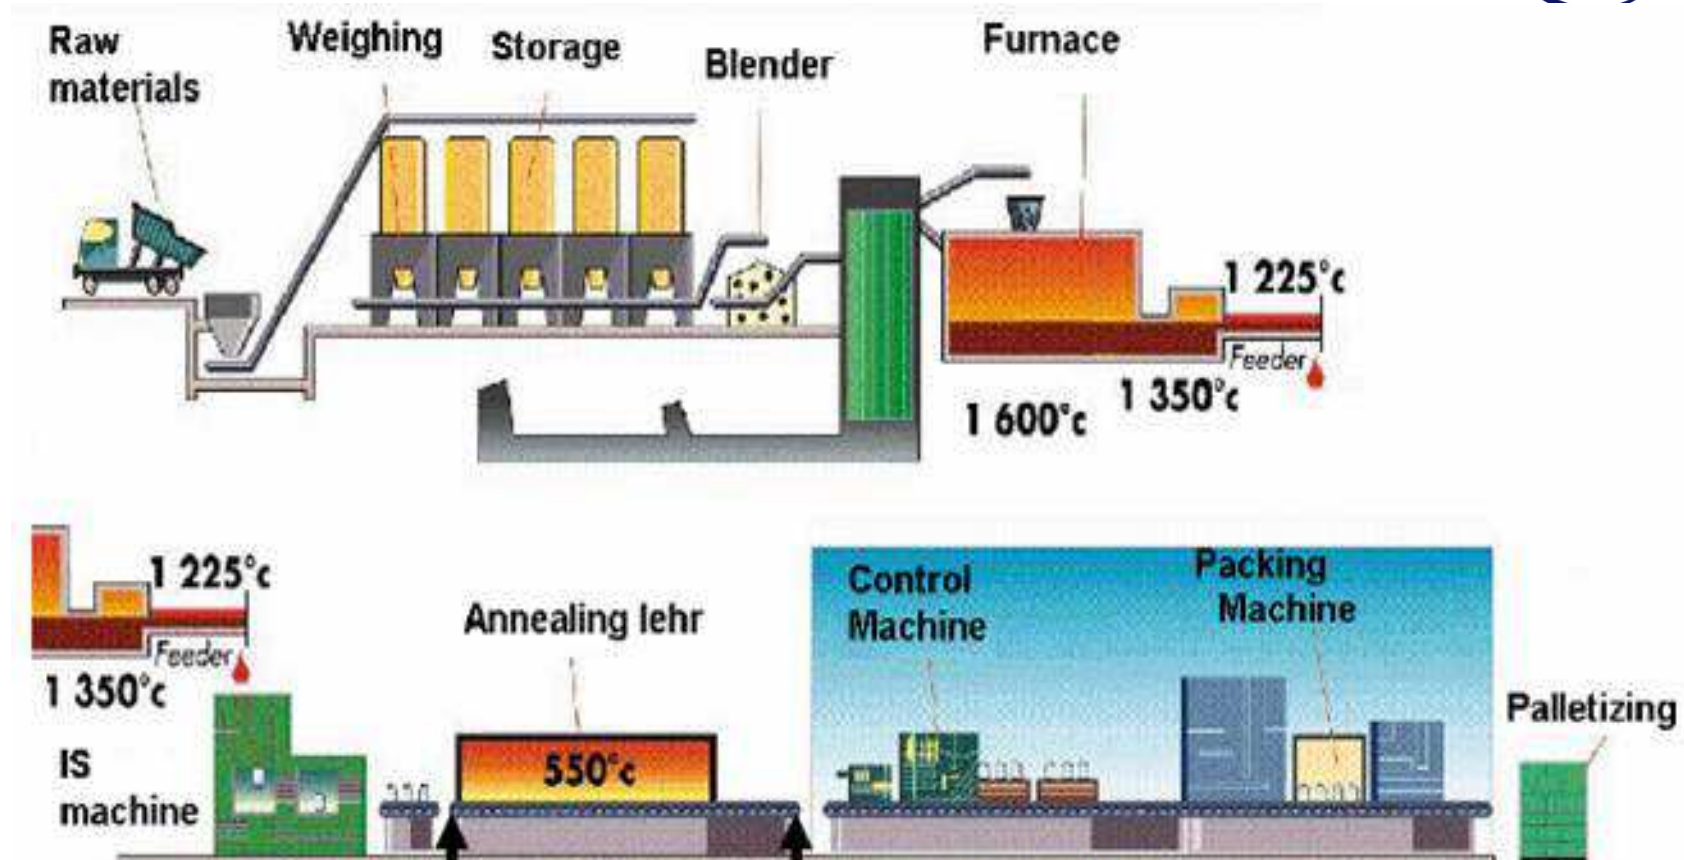 Raw
materials
Weighing
Storage
Blender
Furnace
1 225°c
Feeder
1 350°c
1 600°c
1 225°c
Feeder
1 350°c
IS
machine
Annealing lehr
550°c
Control
Machine
Packing
Machine
Palletizing